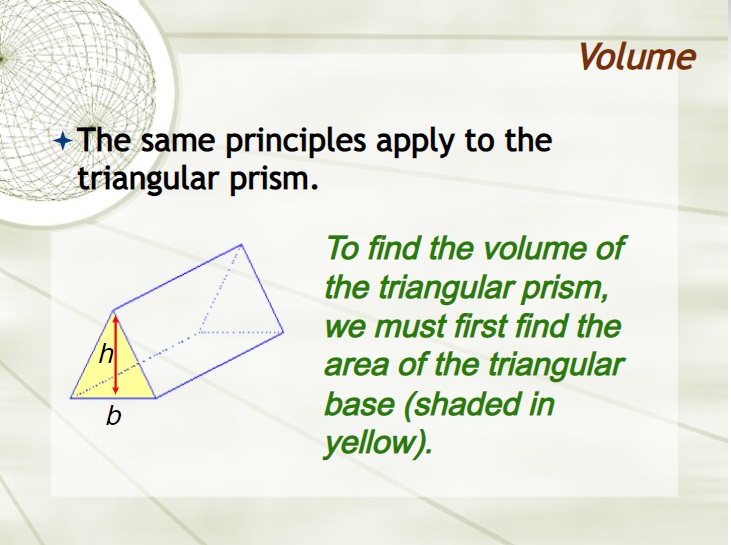 Volume
The same principles apply to the
triangular prism.
To find the volume of
the triangular prism,
we must first find the
area of the triangular
base (shaded in
yellow).
h
b